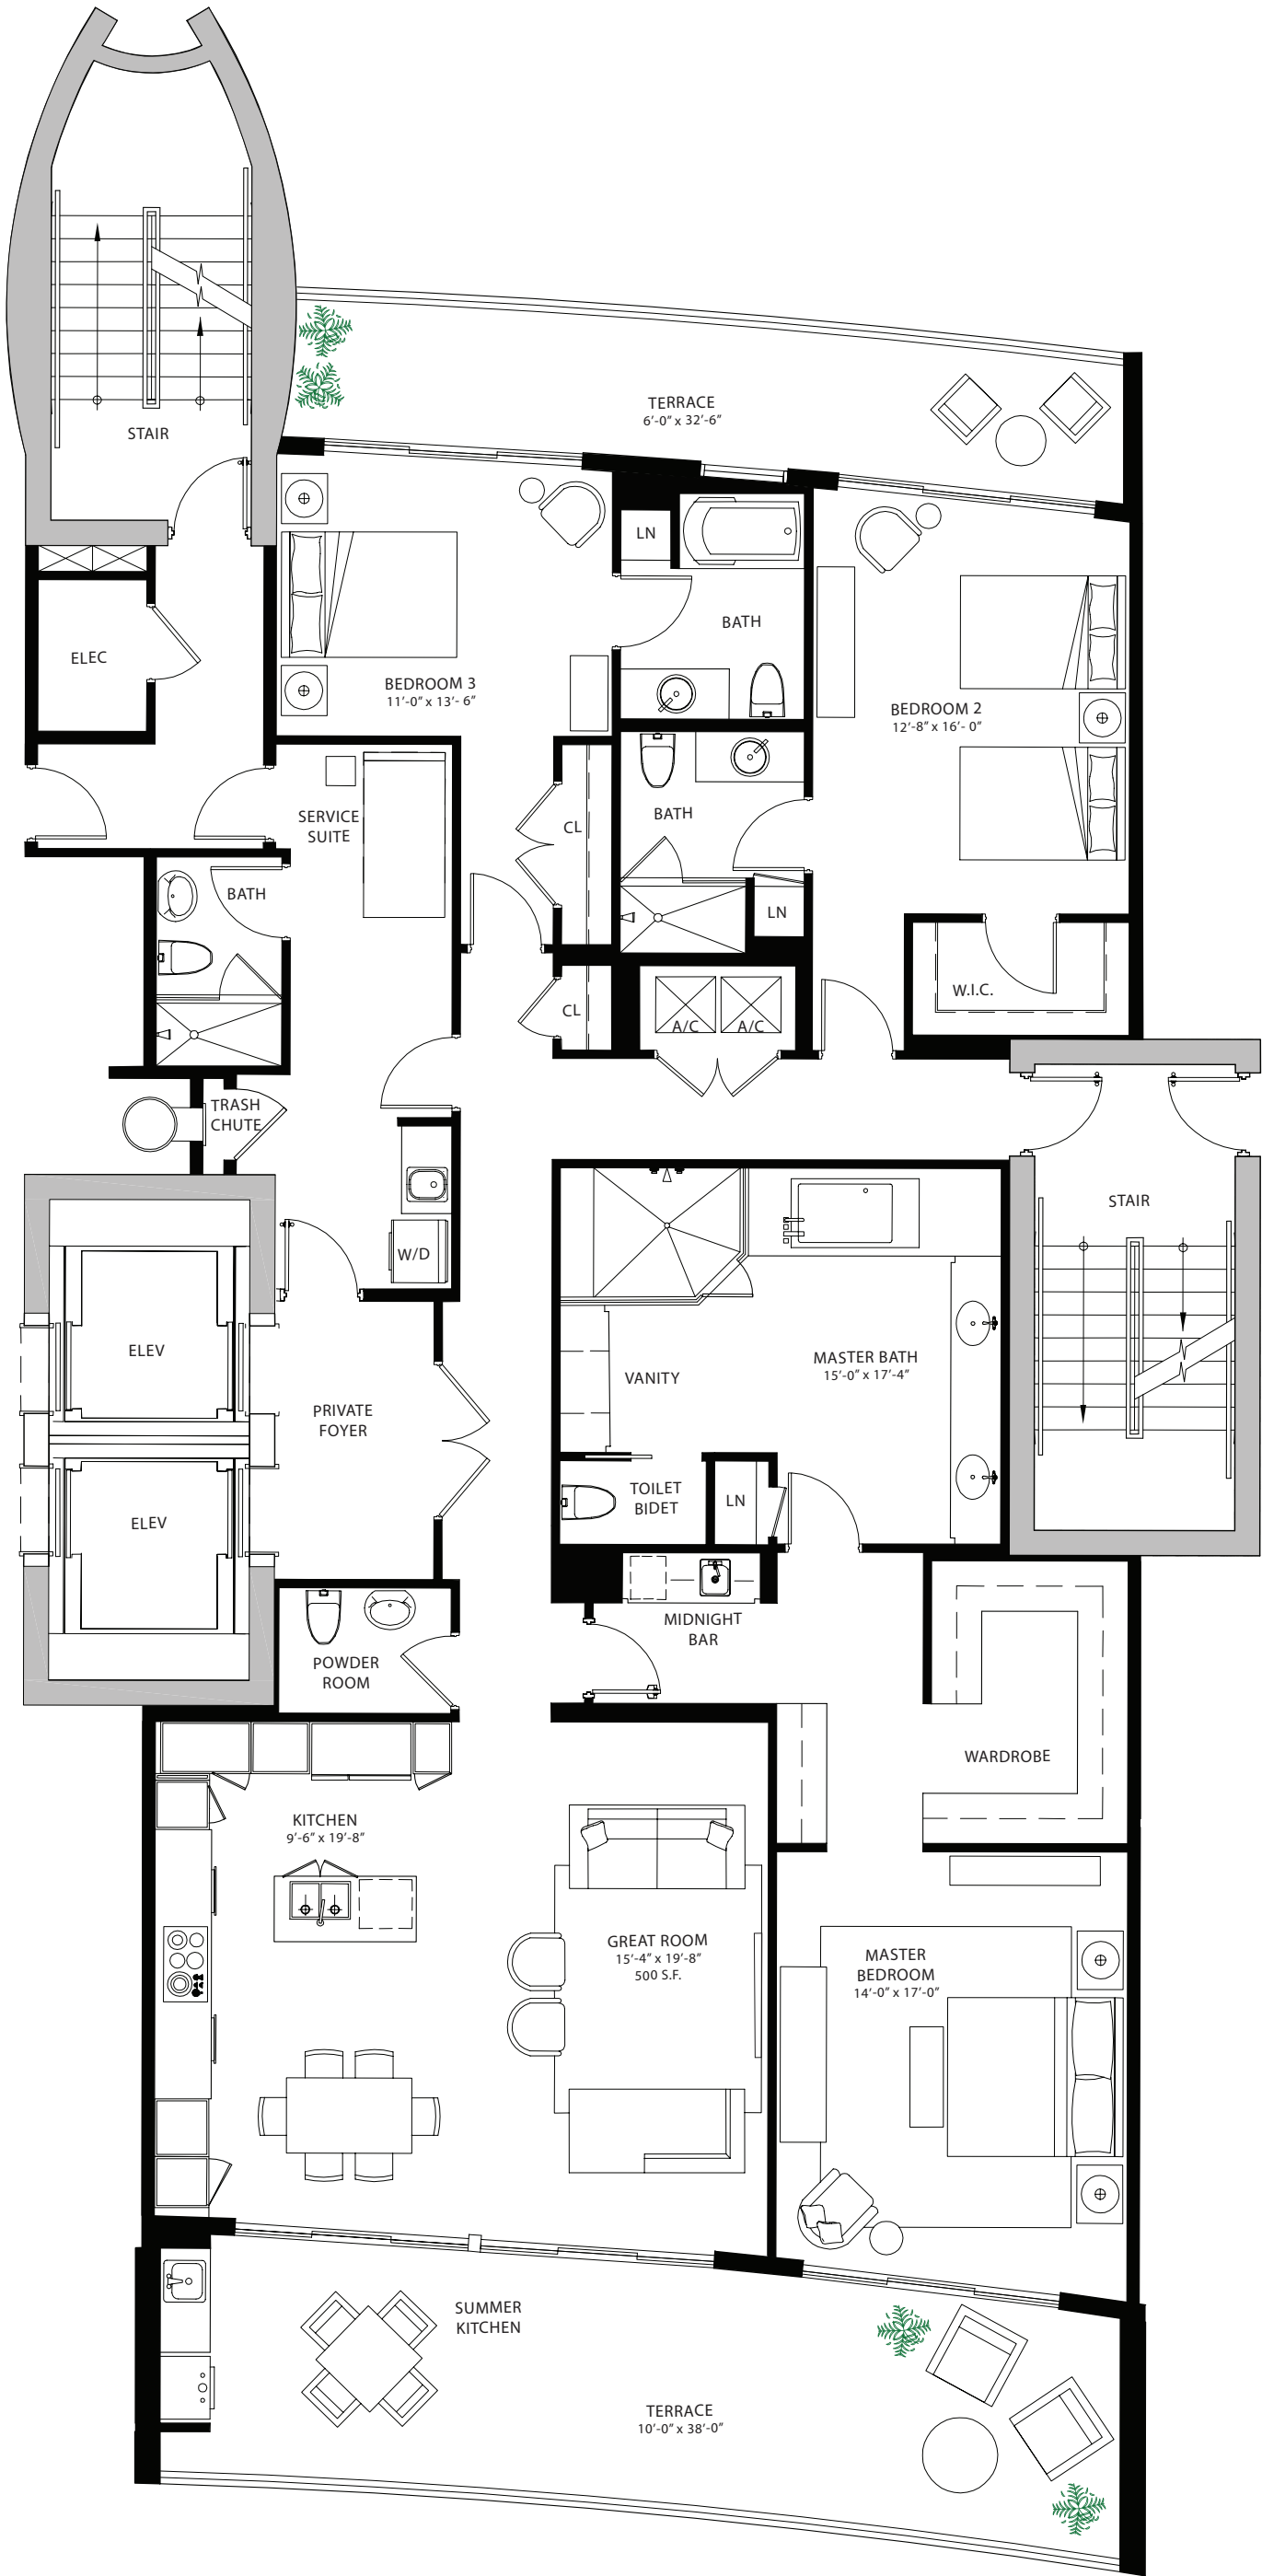 TERRACE
6'-0" x 32'-6"
STAIR
LN
BATH
ELEC
BEDROOM 3
11'-0" x 13'- 6"
BEDROOM 2
12'-8" x 16'- 0"
SERVICE
SUITE
CL
BATH
BATH
LN
W.I.C.
CL
A/C
A/C
TRASH
CHUTE
STAIR
W/D
ELEV
MASTER BATH
15'-0" x 17'-4"
VANITY
PRIVATE
FOYER
TOILET
BIDET
LN
ELEV
MIDNIGHT
BAR
POWDER
ROOM
WARDROBE
KITCHEN
9'-6" x 19'-8"
GREAT ROOM
15'-4" x 19'-8"
500 S.F.
MASTER
BEDROOM
14'-0" x 17'-0"
SUMMER
KITCHEN
TERRACE
10'-0" x 38'-0"